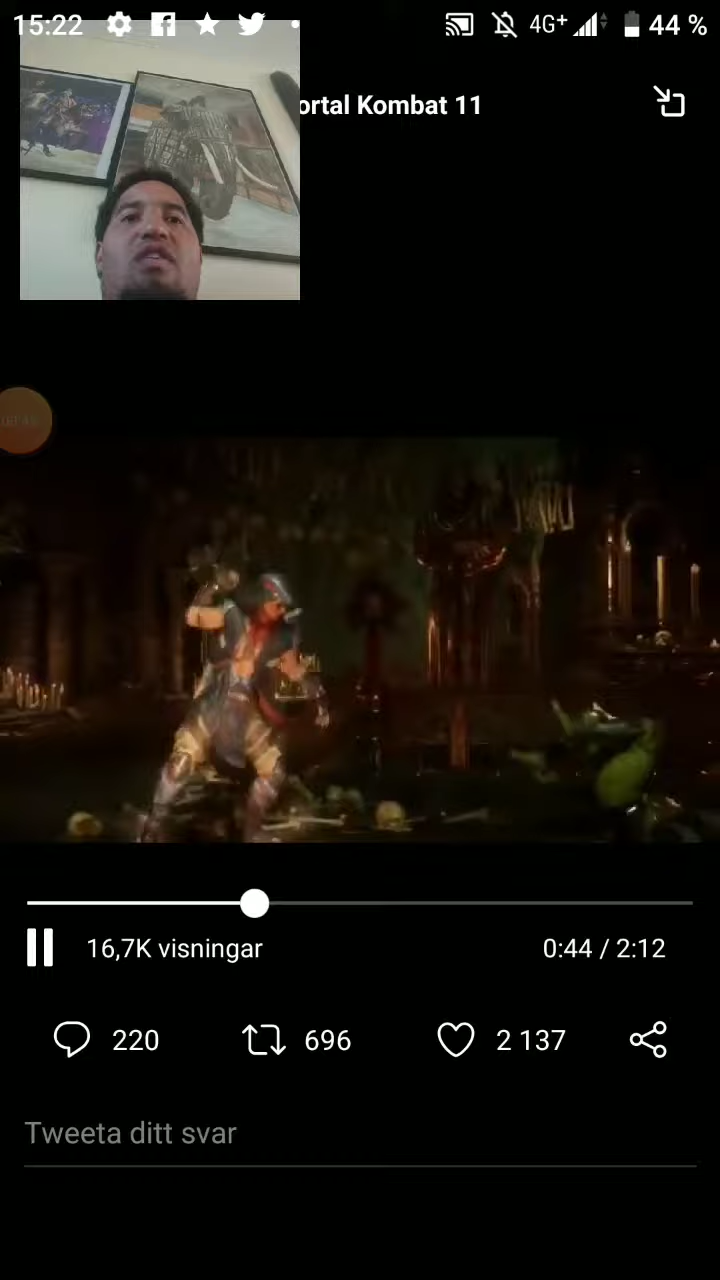 15:22
4G+
44 %
ortal Kombat 11
16,7K visningar
0:44 / 2:12
220
696
2 137
Tweeta ditt svar